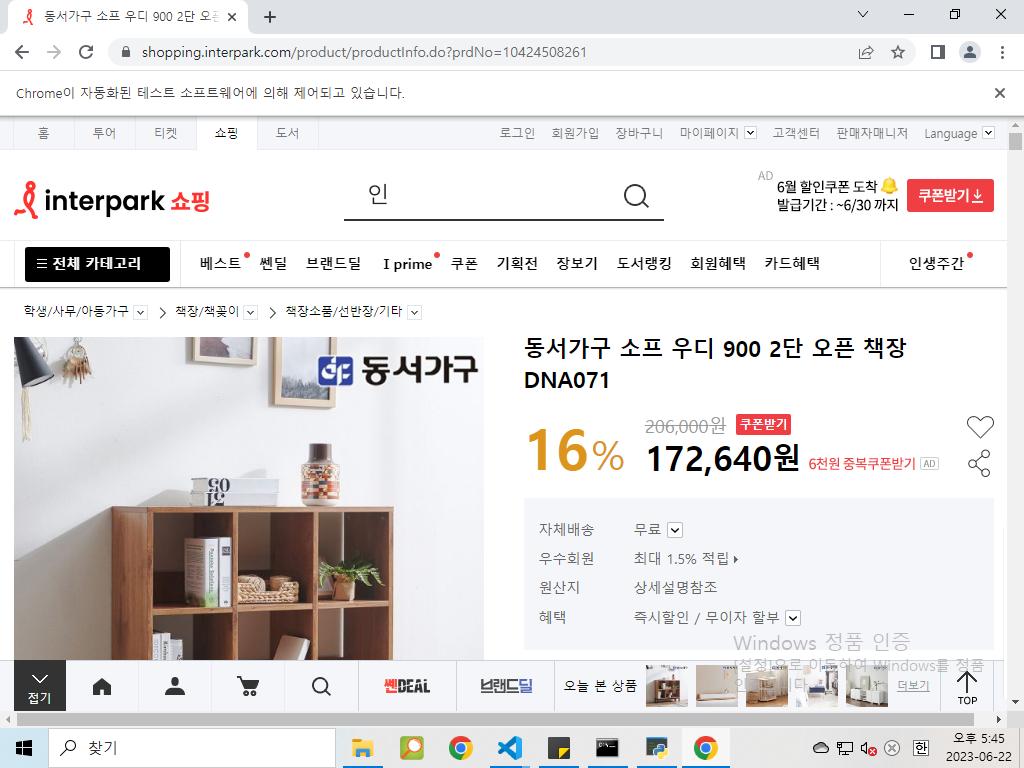 동서가구 소프 우디 900 2단 오픈
shopping.interpark.com/product/productInfo.do?prdNo=10424508261
Chrome이 자동화된 테스트 소프트웨어에 의해 제어되고 있습니다.
홈 투어 티켓 쇼핑 도서 로그인 회원가입 장바구니 마이페이지 고객센터 판매자매니저 Language
interpark 쇼핑
인
AD
6월 할인쿠폰 도착
발급기간 : ~6/30 까지
쿠폰받기
전체 카테고리 베스트 쎈딜 브랜드딜 I prime 쿠폰 기획전 장보기 도서랭킹 회원혜택 카드혜택 인생주간
학생/사무/아동가구 책장/책꽂이 책장소품/선반장/기타
동서가구
동서가구 소프 우디 900 2단 오픈 책장
DNA071
16%
206,000원 쿠폰받기
172,640원 6천원 중복쿠폰받기 AD
자체배송 무료
우수회원 최대 1.5% 적립
원산지 상세설명참조
혜택 즉시할인 / 무이자 할부
Windows 정품 인증
[설정]으로 이동하여 Windows를 정품
접기
쎈DEAL
브랜드딜
오늘 본 상품
더보기
TOP
찾기
한
오후 5:45
2023-06-22